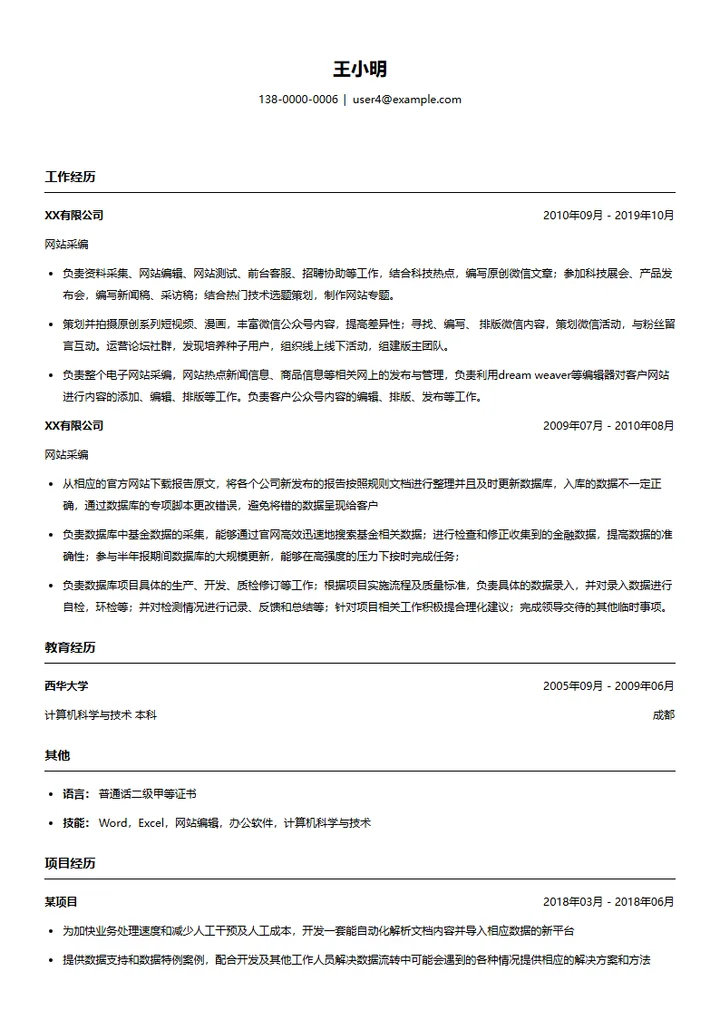 王小明
138-0000-0006 | user4@example.com
工作经历
XX有限公司 2010年09月 - 2019年10月
网站采编
• 负责资料采集、网站编辑、网站测试、前台客服、招聘协助等工作，结合科技热点，编写原创微信文章；参加科技展会、产品发
布会，编写新闻稿、采访稿；结合热门技术选题策划，制作网站专题。
• 策划并拍摄原创系列短视频、漫画，丰富微信公众号内容，提高差异性；寻找、编写、 排版微信内容，策划微信活动，与粉丝留
言互动。运营论坛社群，发现培养种子用户，组织线上线下活动，组建版主团队。
• 负责整个电子网站采编，网站热点新闻信息、商品信息等相关网上的发布与管理，负责利用dream weaver等编辑器对客户网站
进行内容的添加、编辑、排版等工作。负责客户公众号内容的编辑、排版、发布等工作。
XX有限公司 2009年07月 - 2010年08月
网站采编
• 从相应的官方网站下载报告原文，将各个公司新发布的报告按照规则文档进行整理并且及时更新数据库，入库的数据不一定正
确，通过数据库的专项脚本更改错误，避免将错的数据呈现给客户
• 负责数据库中基金数据的采集，能够通过官网高效迅速地搜索基金相关数据；进行检查和修正收集到的金融数据，提高数据的准
确性；参与半年报期间数据库的大规模更新，能够在高强度的压力下按时完成任务；
• 负责数据库项目具体的生产、开发、质检修订等工作；根据项目实施流程及质量标准，负责具体的数据录入，并对录入数据进行
自检，环检等；并对检测情况进行记录、反馈和总结等；针对项目相关工作积极提合理化建议；完成领导交待的其他临时事项。
教育经历
西华大学 2005年09月 - 2009年06月
计算机科学与技术 本科 成都
其他
• 语言： 普通话二级甲等证书
• 技能： Word，Excel，网站编辑，办公软件，计算机科学与技术
项目经历
某项目 2018年03月 - 2018年06月
• 为加快业务处理速度和减少人工干预及人工成本，开发一套能自动化解析文档内容并导入相应数据的新平台
• 提供数据支持和数据特例案例，配合开发及其他工作人员解决数据流转中可能会遇到的各种情况提供相应的解决方案和方法